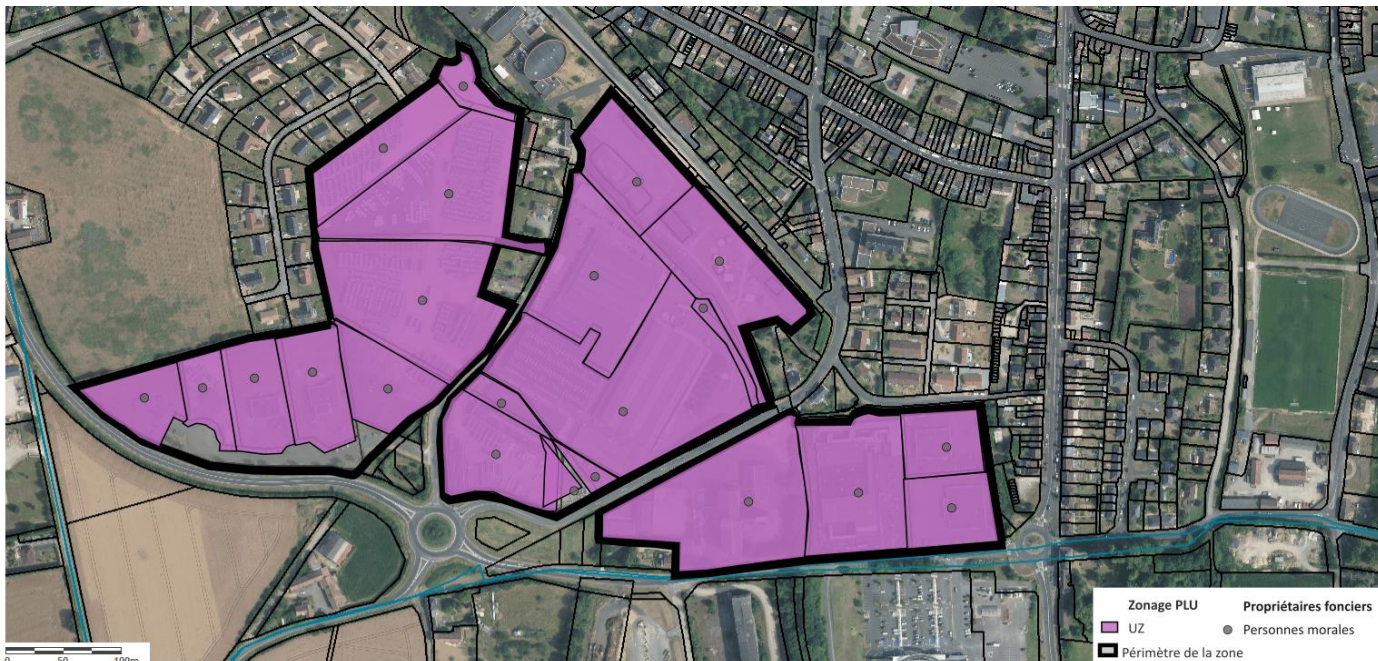 Zonage PLU
UZ
Périmètre de la zone
Propriétaires fonciers
Personnes morales
0 50 100m